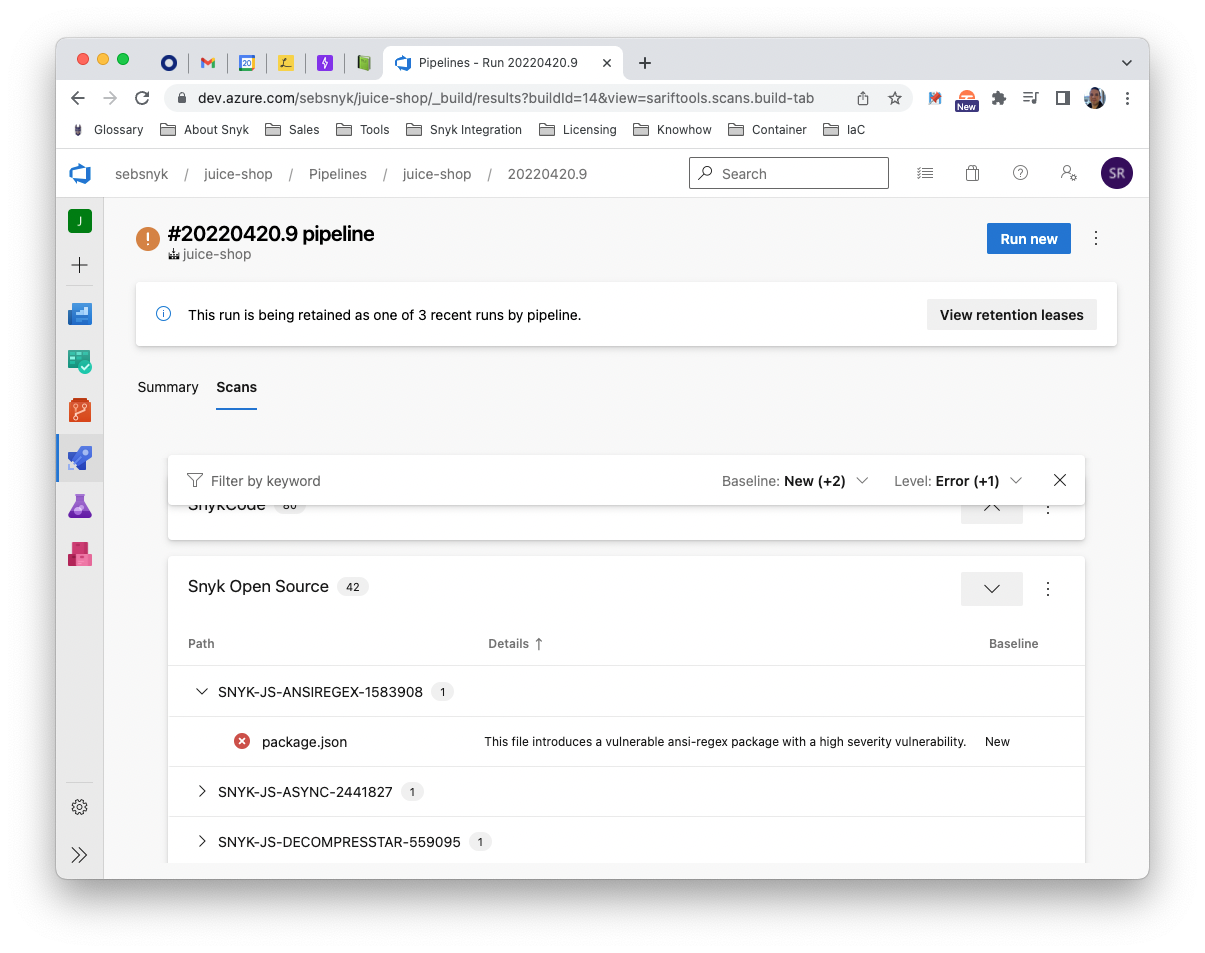 20
Pipelines - Run 20220420.9
dev.azure.com/sebsnyk/juice-shop/_build/results?buildId=14&view=sariftools.scans.build-tab
New
Glossary About Snyk Sales Tools Snyk Integration Licensing Knowhow Container IaC
sebsnyk / juice-shop / Pipelines / juice-shop / 20220420.9 Search SR
J
#20220420.9 pipeline
juice-shop
Run new
This run is being retained as one of 3 recent runs by pipeline. View retention leases
Summary Scans
Filter by keyword Baseline: New (+2) Level: Error (+1)
SnykCode 80
Snyk Open Source 42
Path Details ↑ Baseline
SNYK-JS-ANSIREGEX-1583908 1
package.json This file introduces a vulnerable ansi-regex package with a high severity vulnerability. New
SNYK-JS-ASYNC-2441827 1
SNYK-JS-DECOMPRESSTAR-559095 1